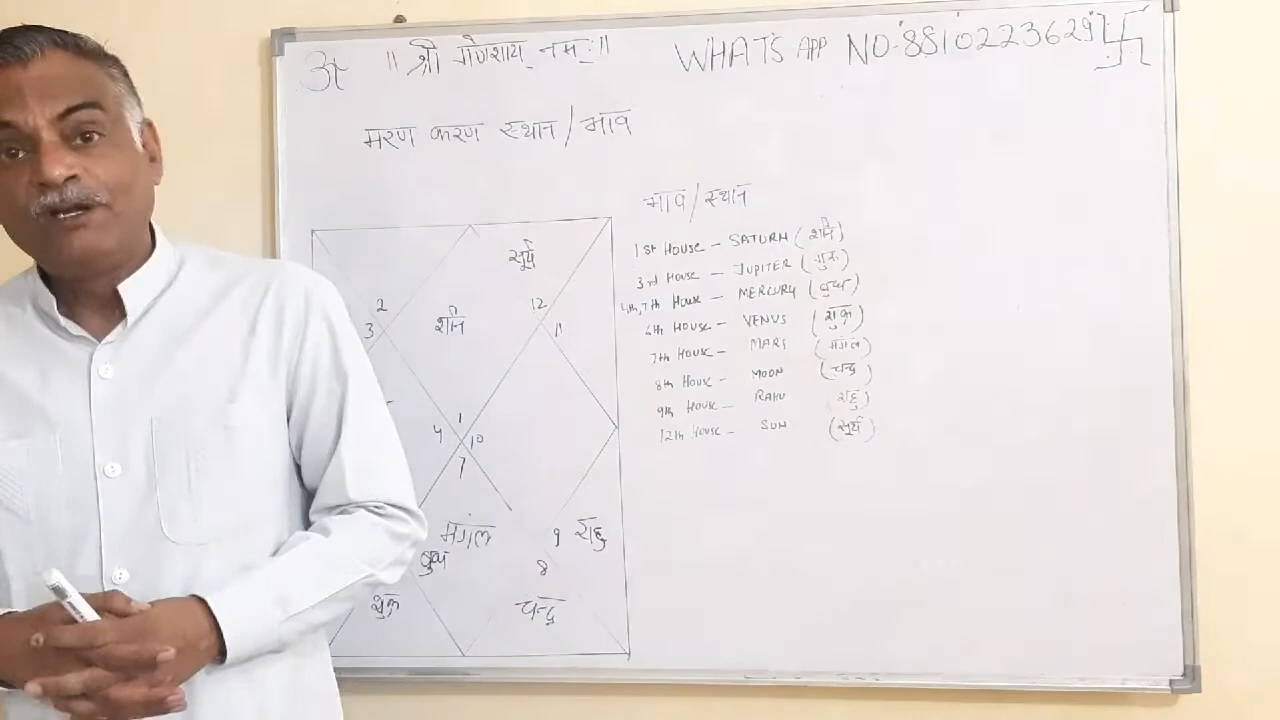 ॐ || श्री गणेशाय नमः || WHAT'S APP NO-8810223629
मरण कारण स्थान / भाव
भाव / स्थान
1st House - SATURN (शनि)
3rd House - JUPITER (गुरु)
4th, 7th House - MERCURY (बुध)
6th House - VENUS (शुक्र)
7th House - MARS (मंगल)
8th House - MOON (चन्द्र)
9th House - RAHU (राहु)
12th House - SUN (सूर्य)
सूर्य
2 12
3 शनि 11
1
4 10
7
मंगल 9 राहु
बुध 8
शुक्र चन्द्र